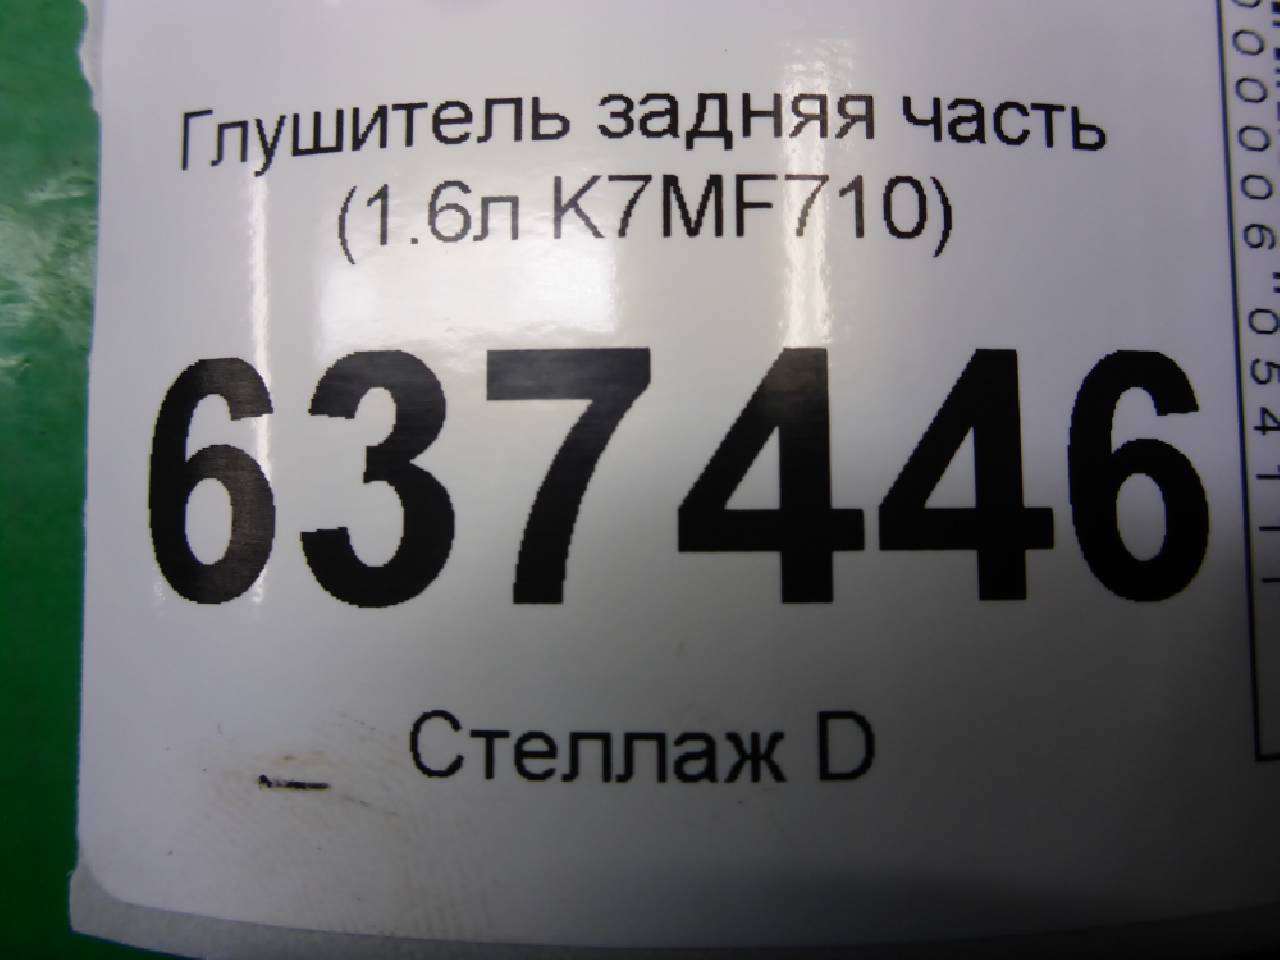 Глушитель задняя часть
(1.6л K7MF710)
637446
Стеллаж D